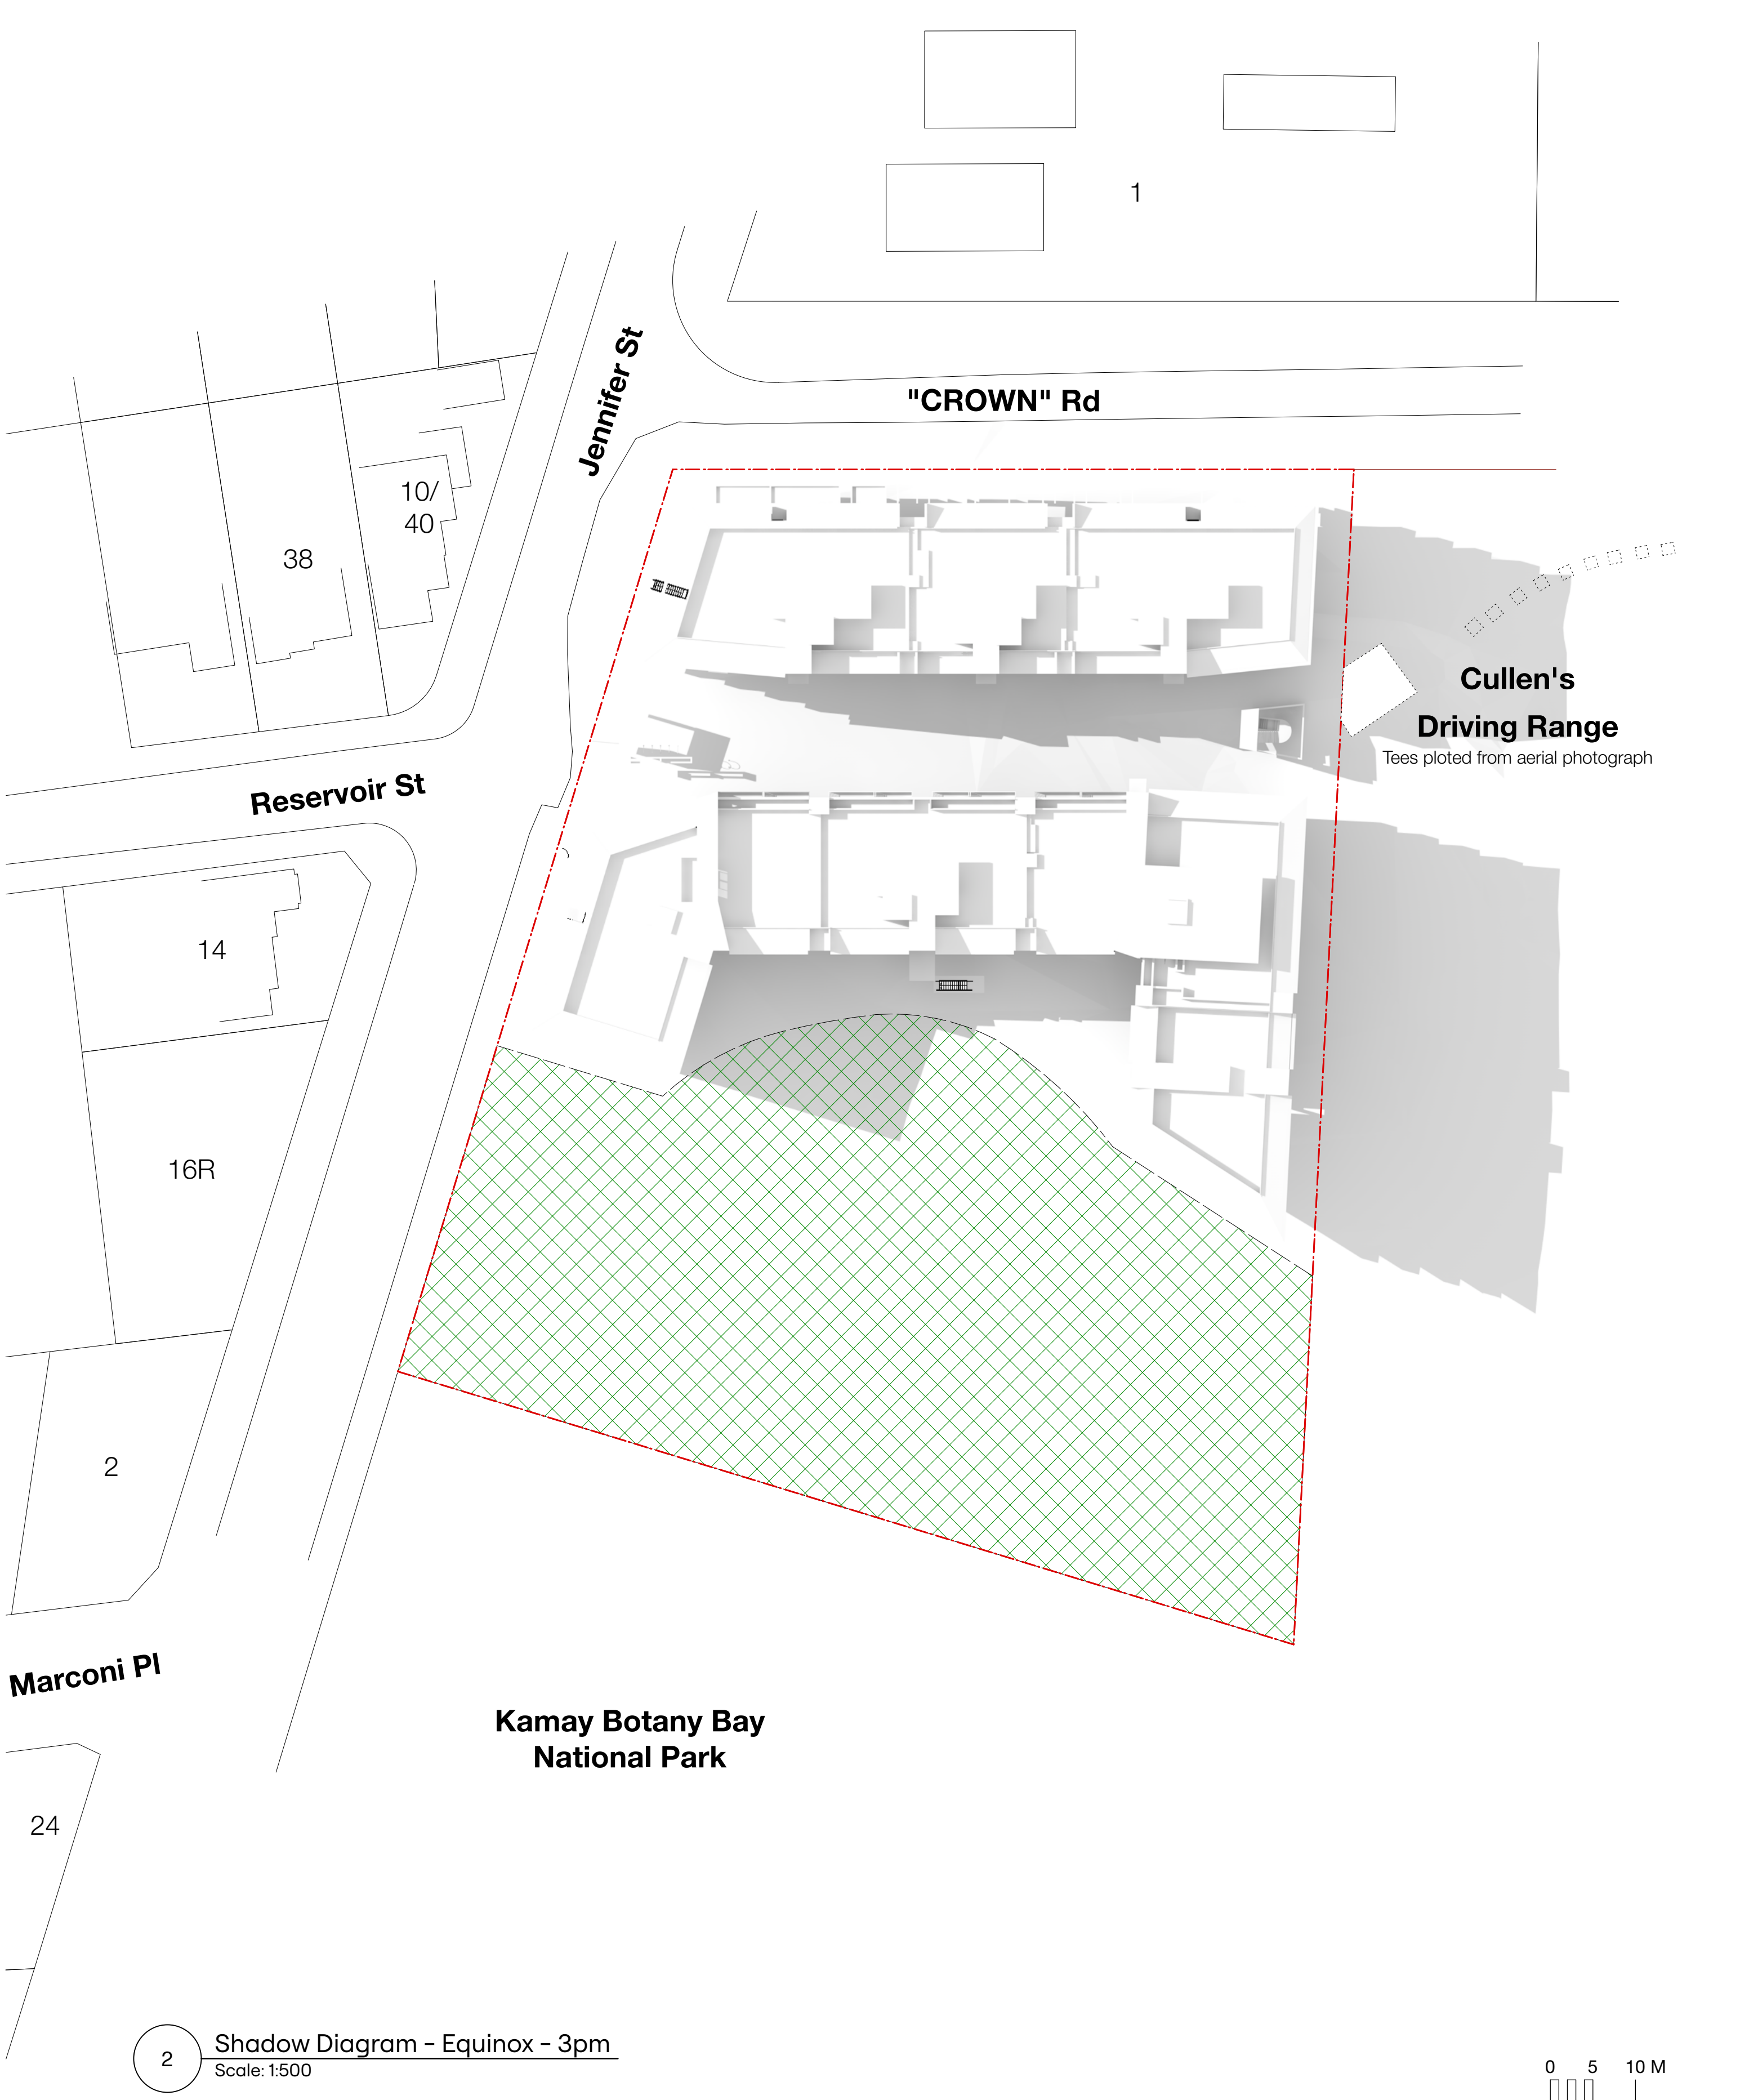 1
Jennifer St
"CROWN" Rd
10/
40
38
Cullen's
Driving Range
Tees ploted from aerial photograph
Reservoir St
14
16R
2
Marconi Pl
Kamay Botany Bay
National Park
24
2
Shadow Diagram - Equinox - 3pm
Scale: 1:500
0 5 10 M